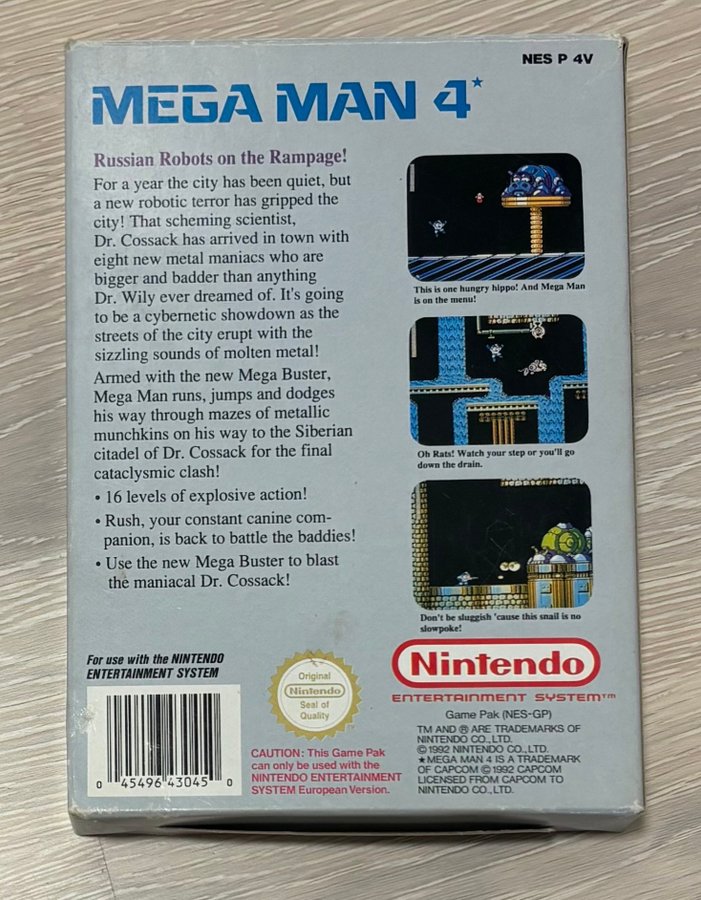 NES P 4V
MEGA MAN 4★
Russian Robots on the Rampage!
For a year the city has been quiet, but
a new robotic terror has gripped the
city! That scheming scientist,
Dr. Cossack has arrived in town with
eight new metal maniacs who are
bigger and badder than anything
Dr. Wily ever dreamed of. It's going
to be a cybernetic showdown as the
streets of the city erupt with the
sizzling sounds of molten metal!
Armed with the new Mega Buster,
Mega Man runs, jumps and dodges
his way through mazes of metallic
munchkins on his way to the Siberian
citadel of Dr. Cossack for the final
cataclysmic clash!
• 16 levels of explosive action!
• Rush, your constant canine com-
panion, is back to battle the baddies!
• Use the new Mega Buster to blast
the maniacal Dr. Cossack!
This is one hungry hippo! And Mega Man
is on the menu!
Oh Rats! Watch your step or you'll go
down the drain.
Don't be sluggish 'cause this snail is no
slowpoke!
For use with the NINTENDO
ENTERTAINMENT SYSTEM
0 45496 43045 0
Original
Nintendo
Seal of
Quality
CAUTION: This Game Pak
can only be used with the
NINTENDO ENTERTAINMENT
SYSTEM European Version.
Nintendo
ENTERTAINMENT SYSTEM™
Game Pak (NES-GP)
TM AND ® ARE TRADEMARKS OF
NINTENDO CO., LTD.
© 1992 NINTENDO CO., LTD.
★MEGA MAN 4 IS A TRADEMARK
OF CAPCOM © 1992 CAPCOM
LICENSED FROM CAPCOM TO
NINTENDO CO., LTD.